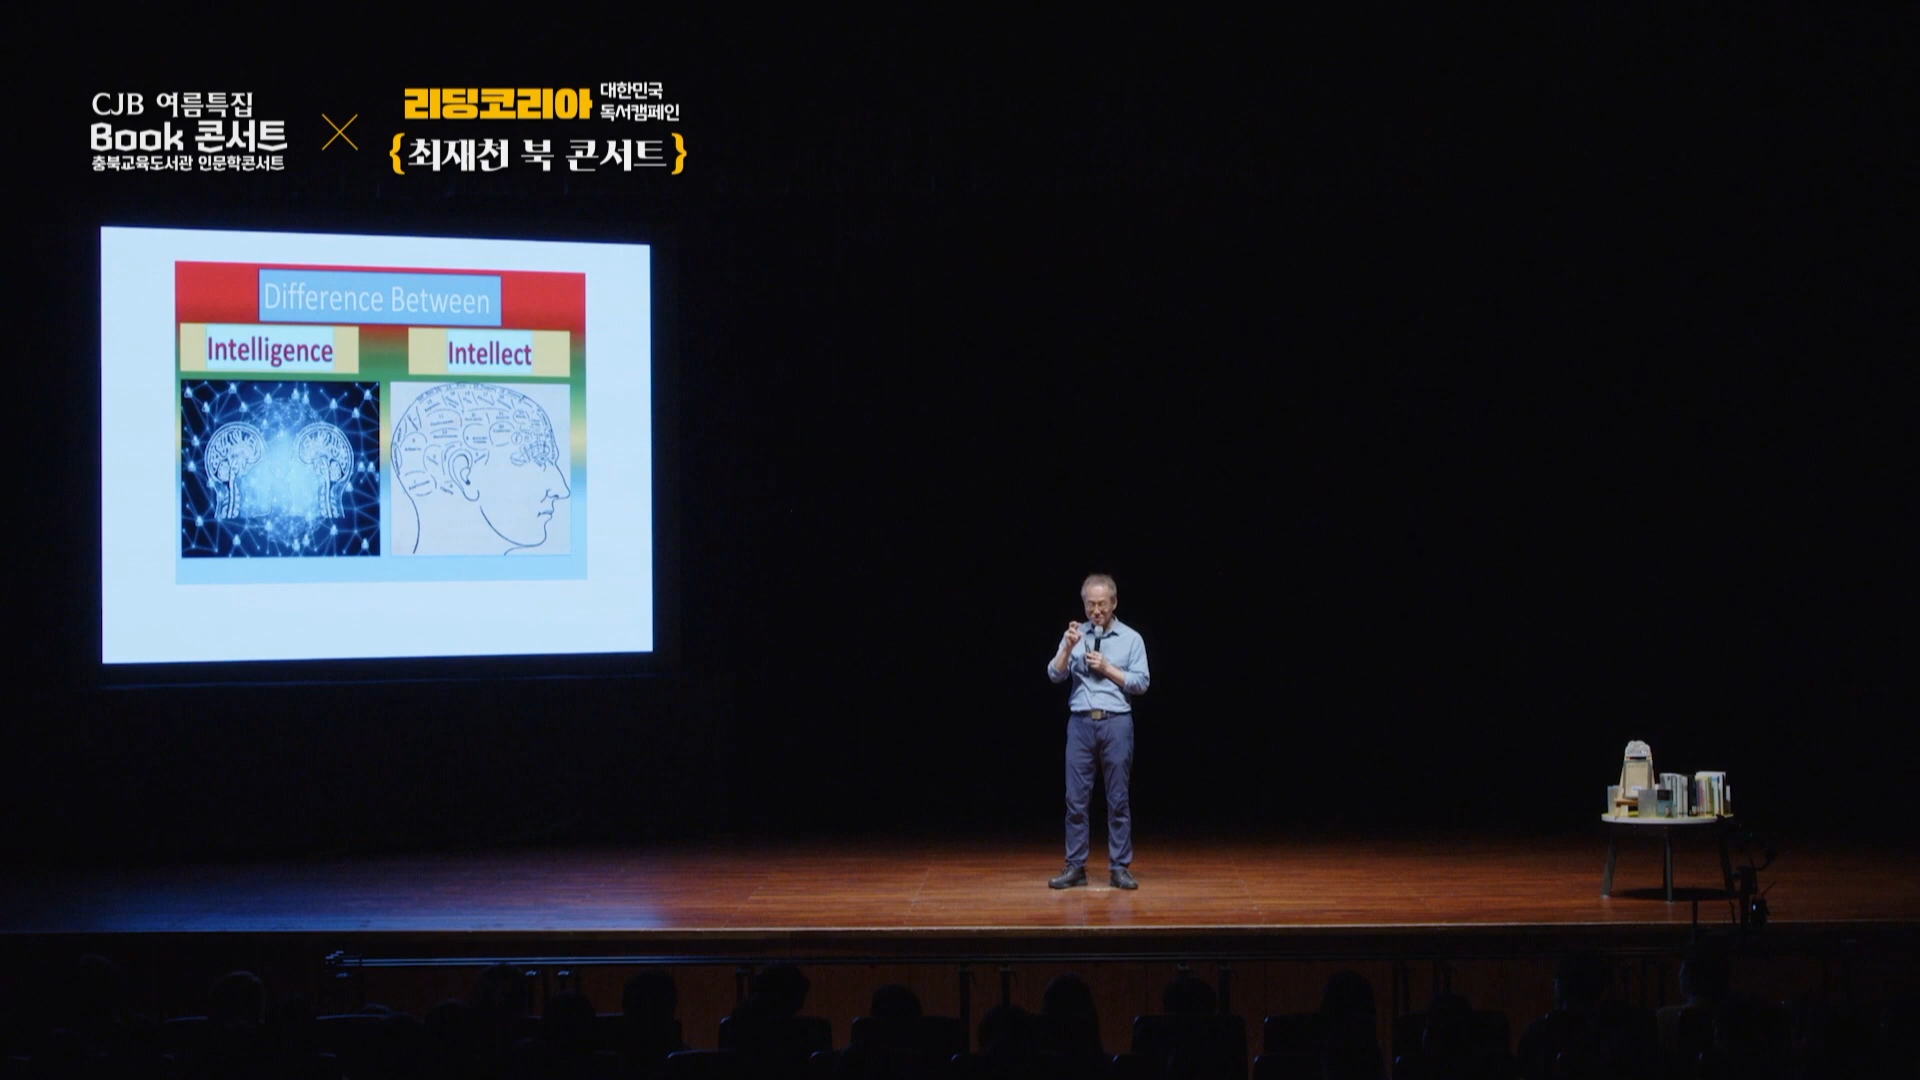 CJB 여름특집
Book 콘서트
충북교육도서관 인문학콘서트
리딩코리아
대한민국
독서캠페인
{최재천 북 콘서트}
Difference Between
Intelligence
Intellect